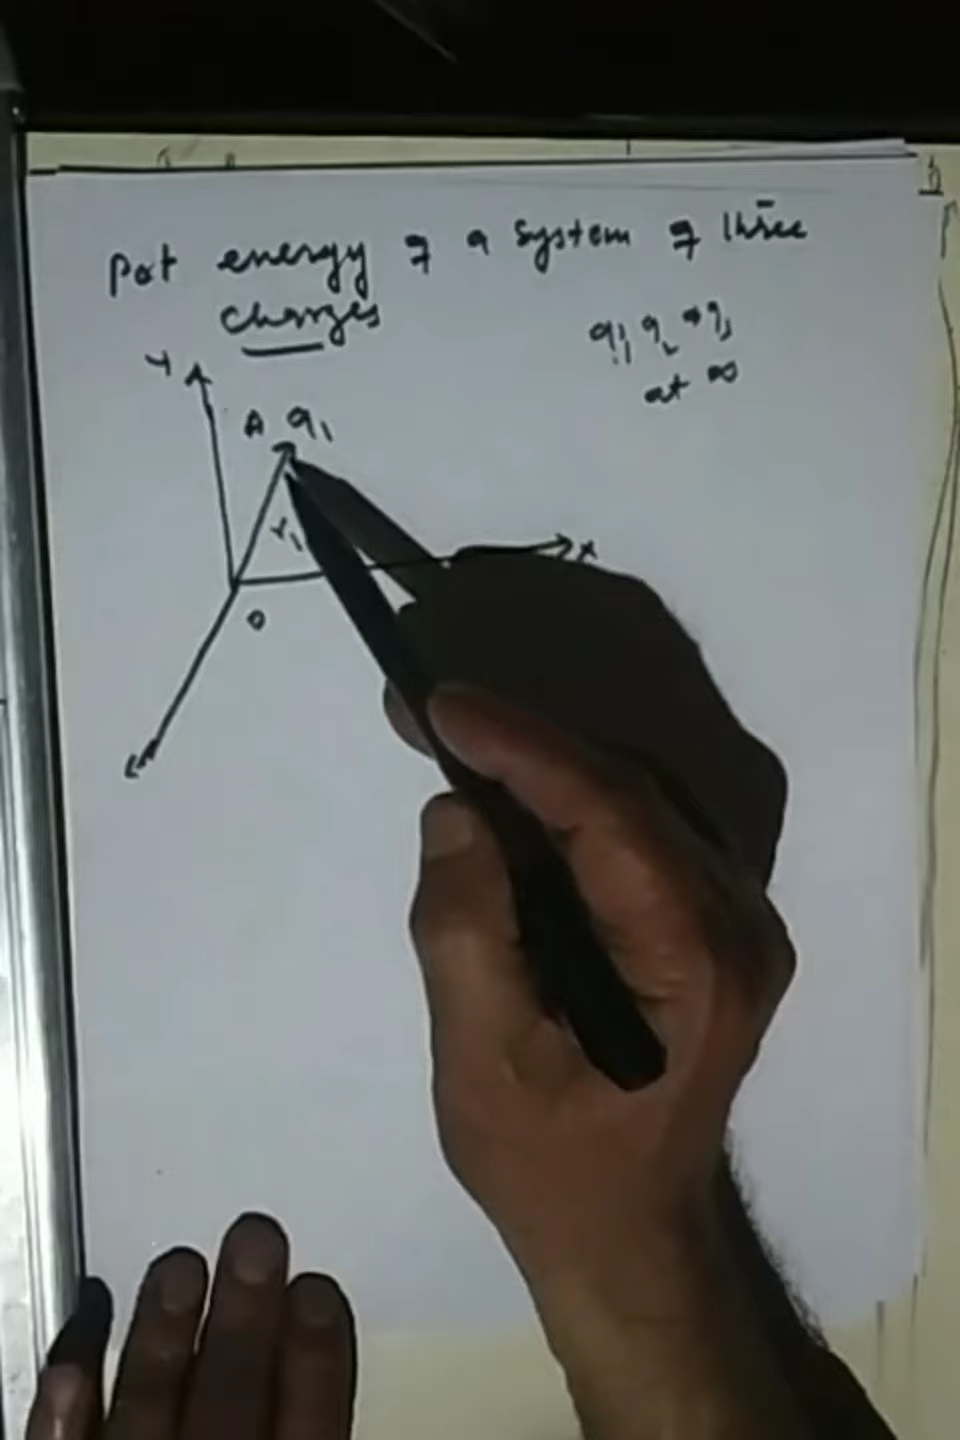 Pot energy of a system of three
charges
q1 q2 & q3
at ∞
Y
A q1
r1
X
O